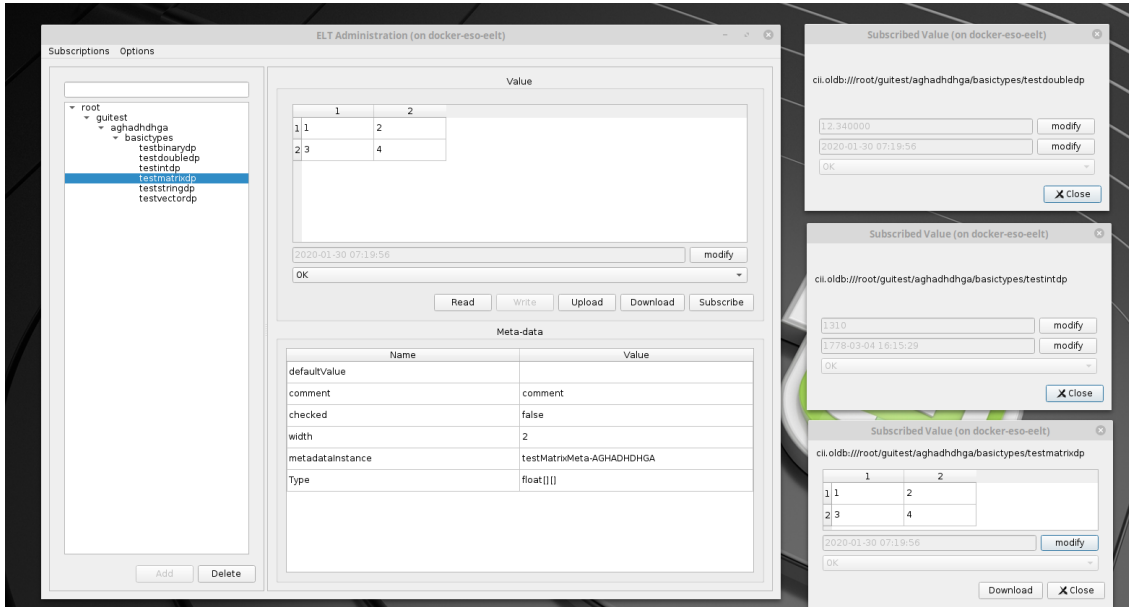 ELT Administration (on docker-eso-eelt)
Subscriptions Options
root
guitest
aghadhdhga
basictypes
testbinarydp
testdoubledp
testintdp
testmatrixdp
teststringdp
testvectordp
Add Delete
Value
1 2
1 1 2
2 3 4
2020-01-30 07:19:56 modify
OK
Read Write Upload Download Subscribe
Meta-data
Name Value
defaultValue
comment comment
checked false
width 2
metadataInstance testMatrixMeta-AGHADHDHGA
Type float[][]
Subscribed Value (on docker-eso-eelt)
cii.oldb:///root/guitest/aghadhdhga/basictypes/testdoubledp
12.340000 modify
2020-01-30 07:19:56 modify
OK
Close
Subscribed Value (on docker-eso-eelt)
cii.oldb:///root/guitest/aghadhdhga/basictypes/testintdp
1310 modify
1778-03-04 16:15:29 modify
OK
Close
Subscribed Value (on docker-eso-eelt)
cii.oldb:///root/guitest/aghadhdhga/basictypes/testmatrixdp
1 2
1 1 2
2 3 4
2020-01-30 07:19:56 modify
OK
Download Close